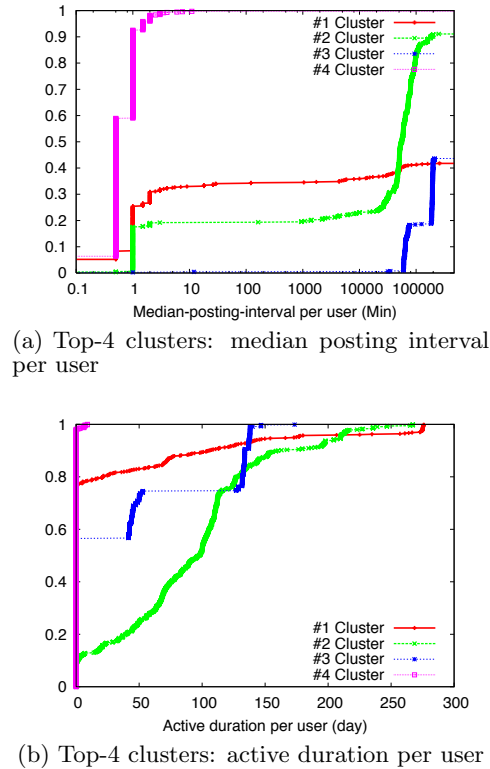 1
0.9
0.8
0.7
0.6
0.5
0.4
0.3
0.2
0.1
0
#1 Cluster
#2 Cluster
#3 Cluster
#4 Cluster
0.1 1 10 100 1000 10000 100000
Median-posting-interval per user (Min)
(a) Top-4 clusters: median posting interval
per user
1
0.8
0.6
0.4
0.2
0
#1 Cluster
#2 Cluster
#3 Cluster
#4 Cluster
0 50 100 150 200 250 300
Active duration per user (day)
(b) Top-4 clusters: active duration per user